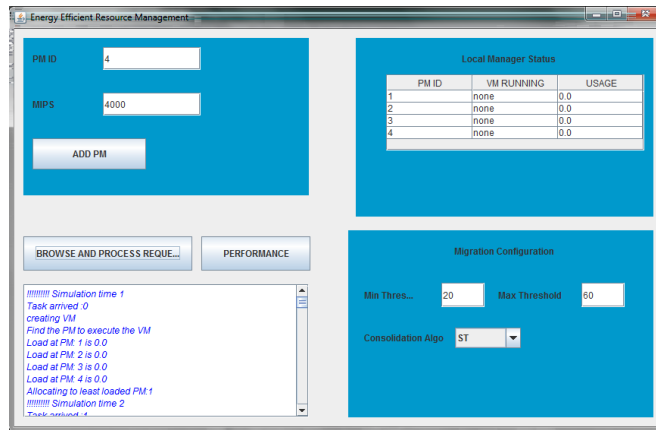 Energy Efficient Resource Management
PM ID 4
MIPS 4000
ADD PM
Local Manager Status
PM ID VM RUNNING USAGE
1 none 0.0
2 none 0.0
3 none 0.0
4 none 0.0
BROWSE AND PROCESS REQUE... PERFORMANCE
!!!!!!!!!! Simulation time 1
Task arrived :0
creating VM
Find the PM to execute the VM
Load at PM: 1 is 0.0
Load at PM: 2 is 0.0
Load at PM: 3 is 0.0
Load at PM: 4 is 0.0
Allocating to least loaded PM:1
!!!!!!!!!! Simulation time 2
Task arrived :1
Migration Configuration
Min Thres... 20 Max Threshold 60
Consolidation Algo ST